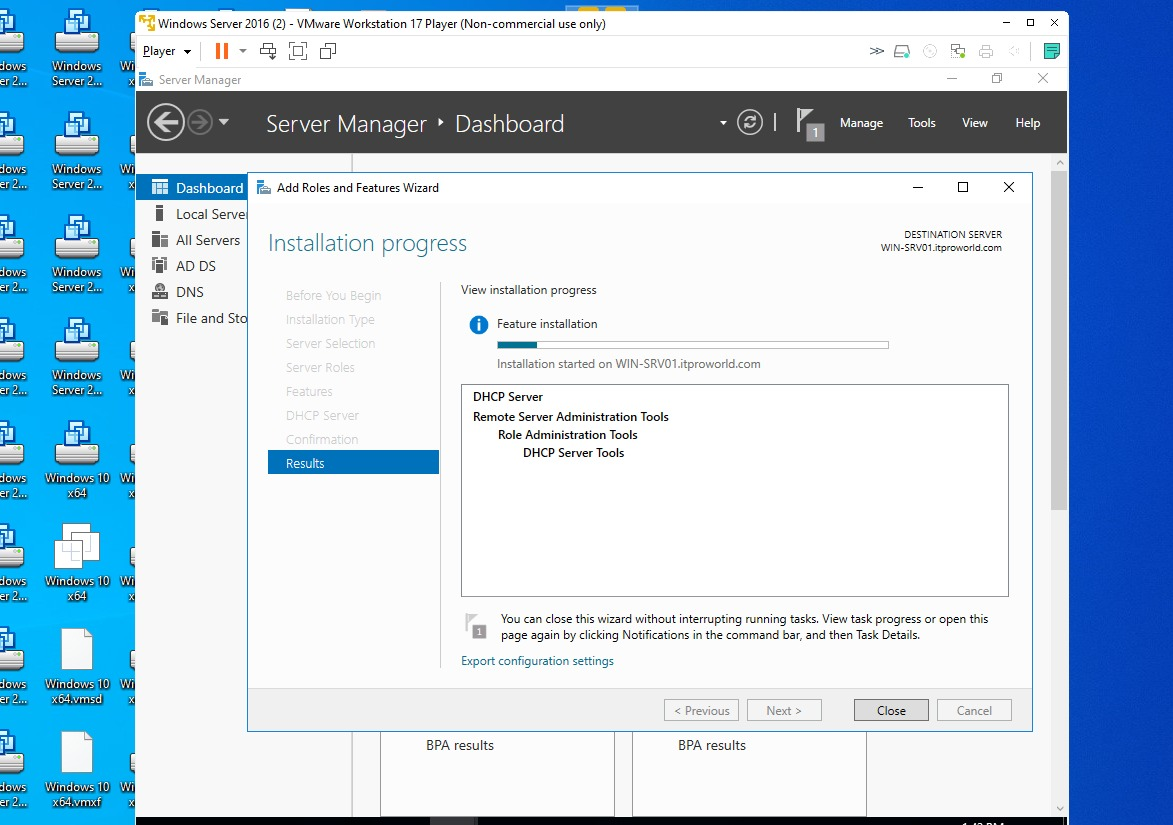 Windows Server 2016 (2) - VMware Workstation 17 Player (Non-commercial use only)
Player
Server Manager
Server Manager • Dashboard
1
Manage
Tools
View
Help
Dashboard
Local Server
All Servers
AD DS
DNS
File and Sto
Add Roles and Features Wizard
Installation progress
DESTINATION SERVER
WIN-SRV01.itproworld.com
Before You Begin
Installation Type
Server Selection
Server Roles
Features
DHCP Server
Confirmation
Results
View installation progress
Feature installation
Installation started on WIN-SRV01.itproworld.com
DHCP Server
Remote Server Administration Tools
Role Administration Tools
DHCP Server Tools
1
You can close this wizard without interrupting running tasks. View task progress or open this
page again by clicking Notifications in the command bar, and then Task Details.
Export configuration settings
< Previous
Next >
Close
Cancel
BPA results
BPA results
Windows
Server 2...
Windows
Server 2...
Windows
Server 2...
Windows
Server 2...
Windows 10
x64
Windows 10
x64
Windows 10
x64.vmsd
Windows 10
x64.vmxf